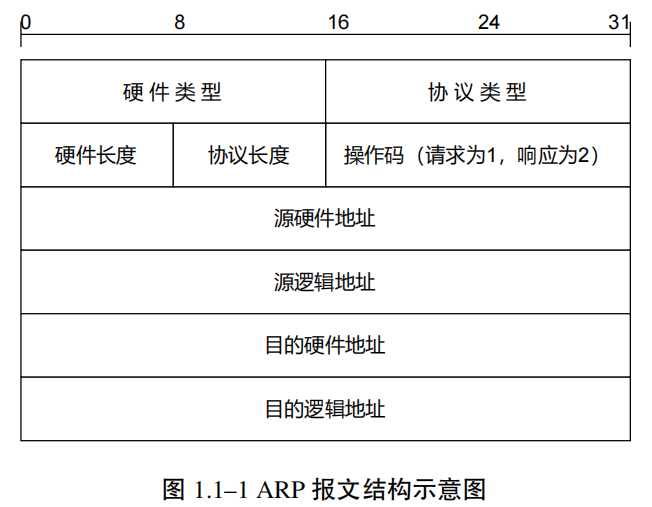 0 8 16 24 31
硬件类型 协议类型
硬件长度 协议长度 操作码（请求为1，响应为2）
源硬件地址
源逻辑地址
目的硬件地址
目的逻辑地址
图 1.1–1 ARP 报文结构示意图